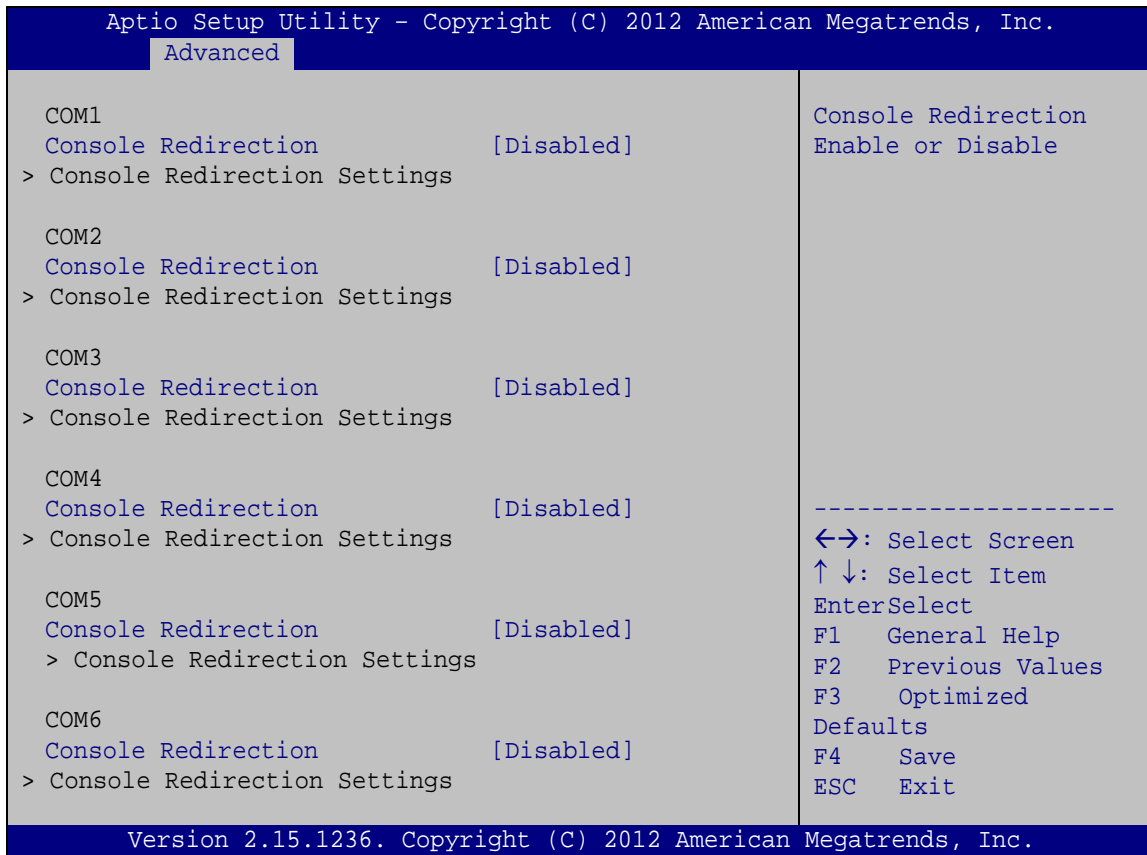 Aptio Setup Utility – Copyright (C) 2012 American Megatrends, Inc.
Advanced
COM1
Console Redirection [Disabled]
> Console Redirection Settings
COM2
Console Redirection [Disabled]
> Console Redirection Settings
COM3
Console Redirection [Disabled]
> Console Redirection Settings
COM4
Console Redirection [Disabled]
> Console Redirection Settings
COM5
Console Redirection [Disabled]
> Console Redirection Settings
COM6
Console Redirection [Disabled]
> Console Redirection Settings
Console Redirection
Enable or Disable
---------------------
←→: Select Screen
↑ ↓: Select Item
EnterSelect
F1 General Help
F2 Previous Values
F3 Optimized
Defaults
F4 Save
ESC Exit
Version 2.15.1236. Copyright (C) 2012 American Megatrends, Inc.